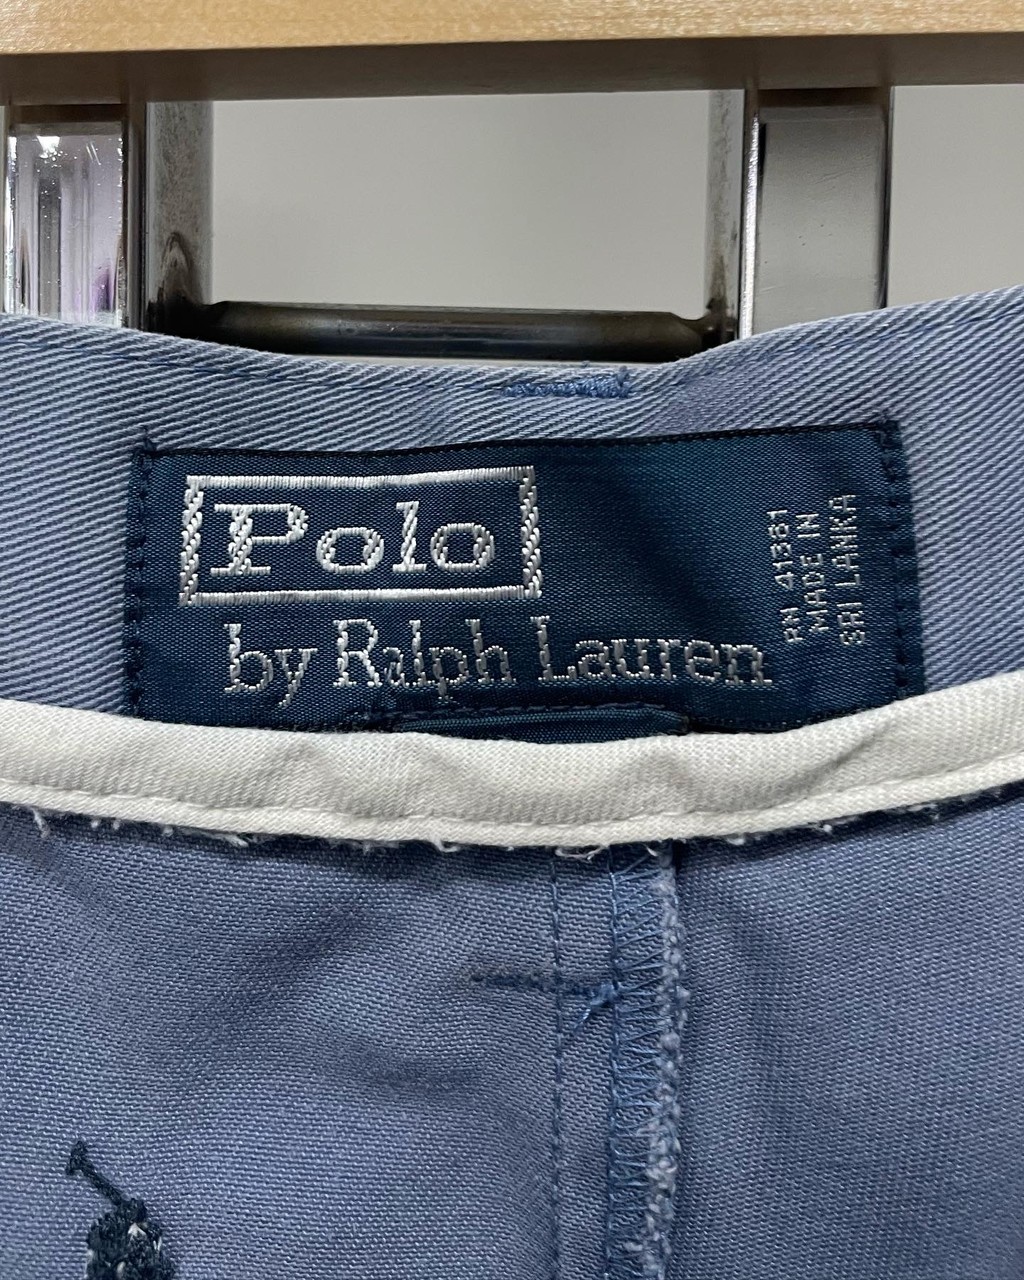 Polo
by Ralph Lauren
RN 41381
MADE IN
SRI LANKA